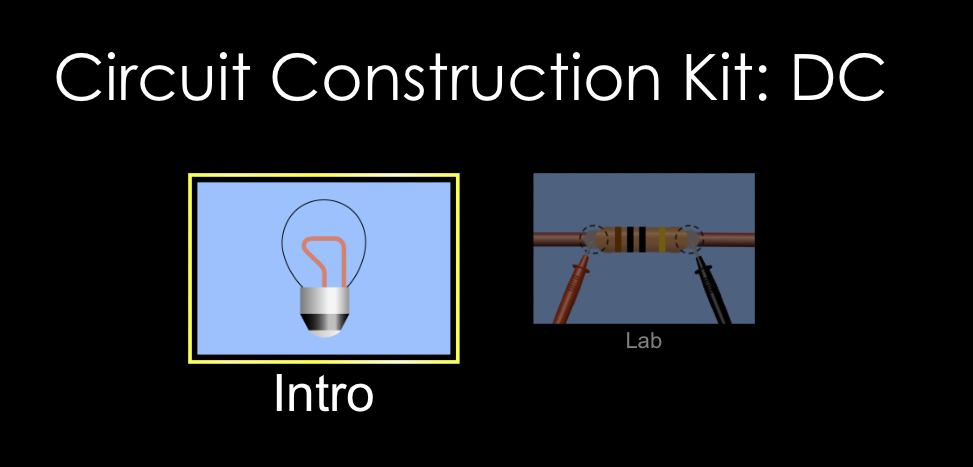 Circuit Construction Kit: DC
Intro
Lab